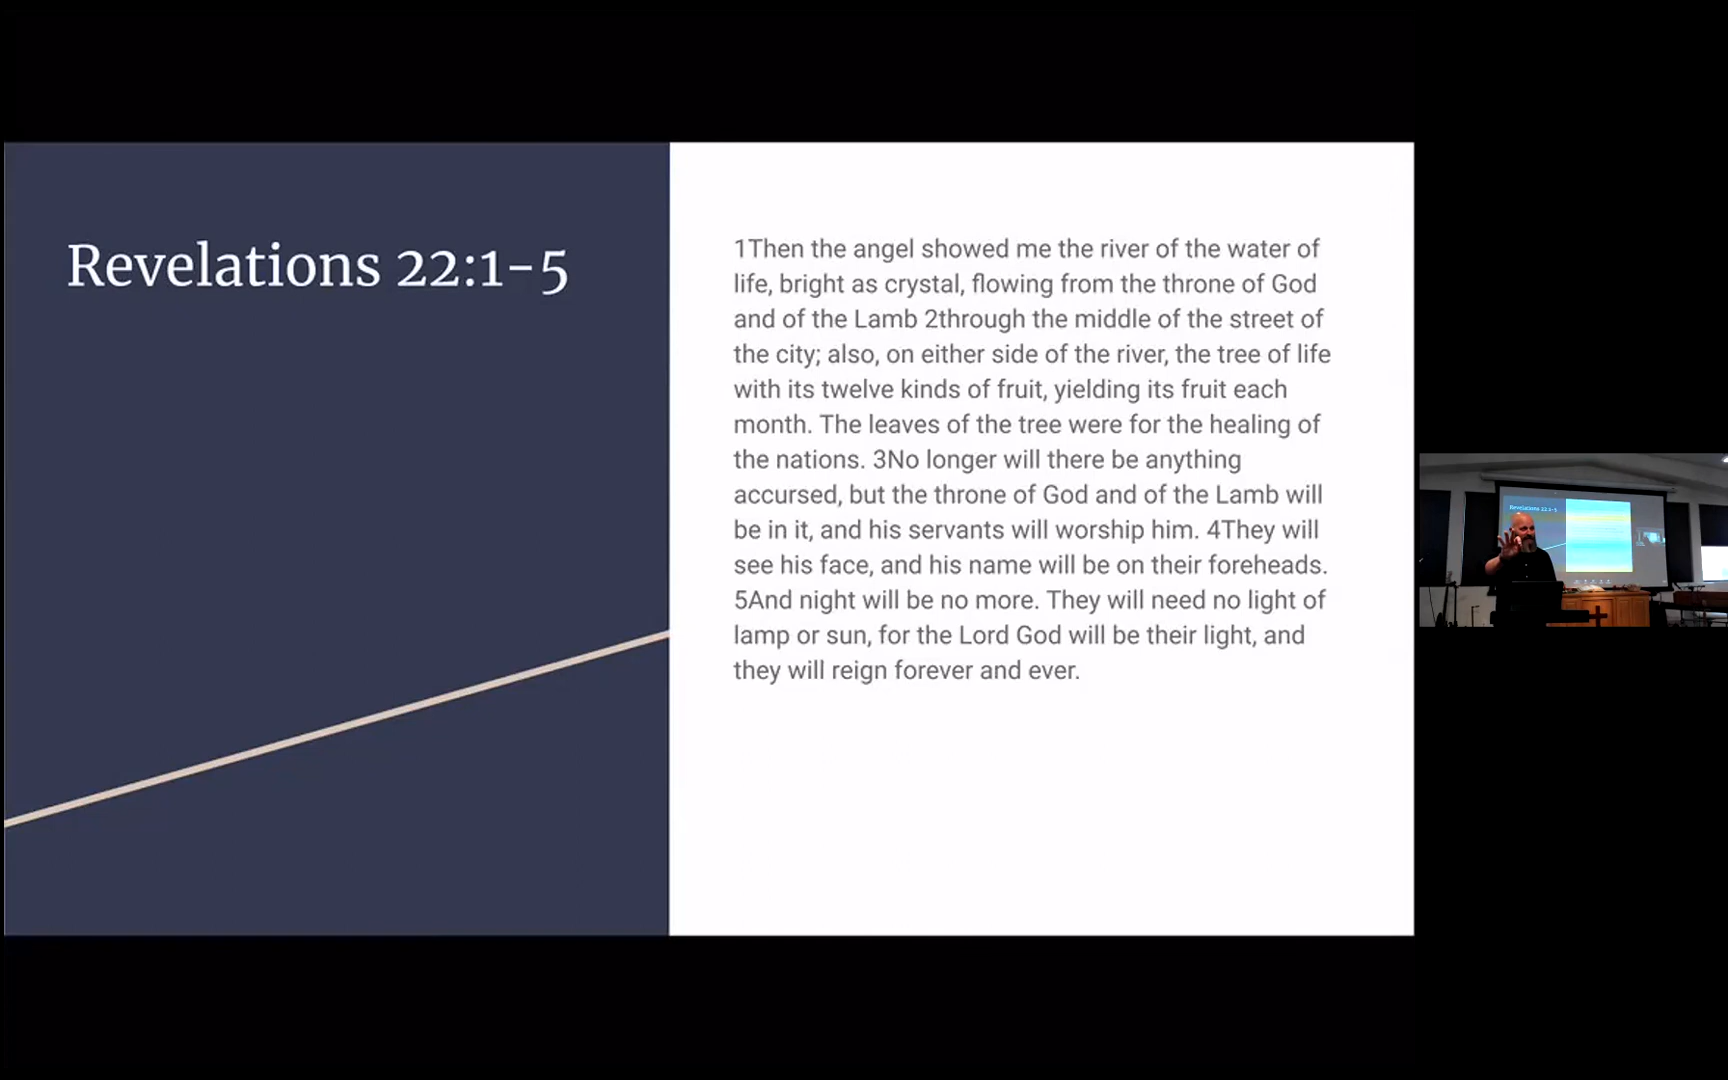 Revelations 22:1-5
1Then the angel showed me the river of the water of
life, bright as crystal, flowing from the throne of God
and of the Lamb 2through the middle of the street of
the city; also, on either side of the river, the tree of life
with its twelve kinds of fruit, yielding its fruit each
month. The leaves of the tree were for the healing of
the nations. 3No longer will there be anything
accursed, but the throne of God and of the Lamb will
be in it, and his servants will worship him. 4They will
see his face, and his name will be on their foreheads.
5And night will be no more. They will need no light of
lamp or sun, for the Lord God will be their light, and
they will reign forever and ever.
Revelations 22:1-5